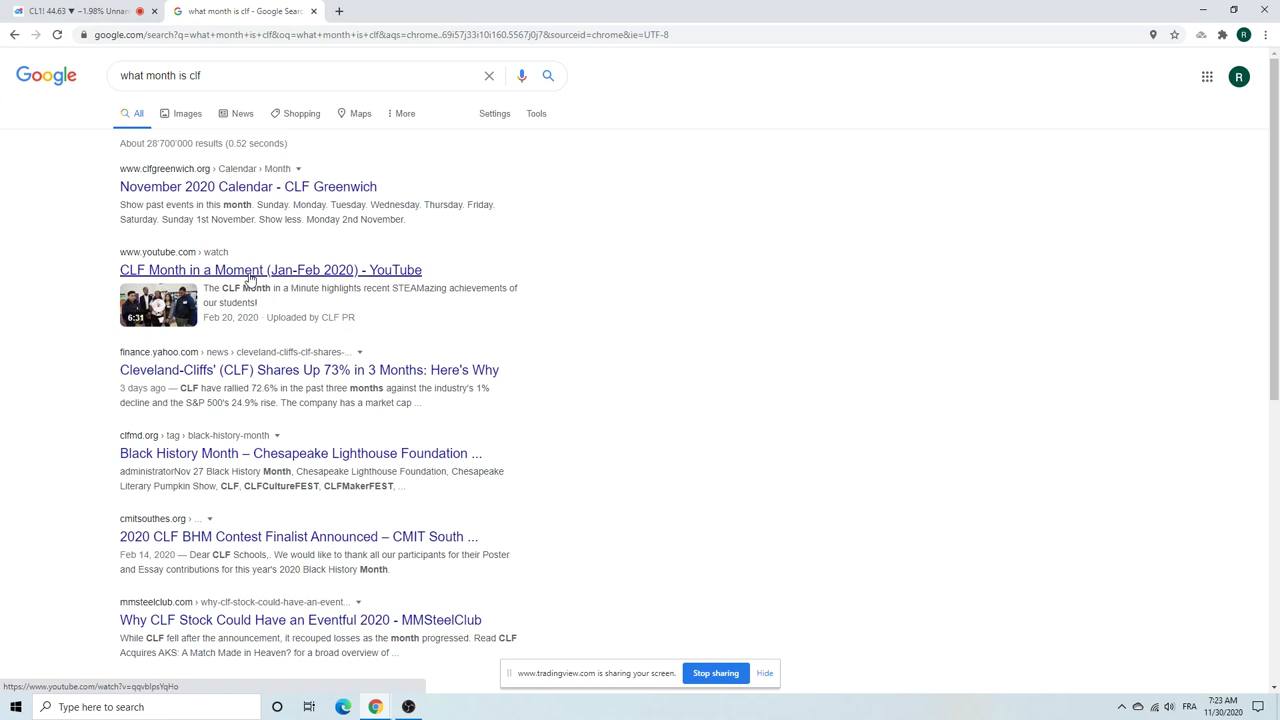 CL1! 44.63 ▼ −1.98% Unnam
what month is clf - Google Sear
google.com/search?q=what+month+is+clf&oq=what+month+is+clf&aqs=chrome..69i57j33i10i160.5567j0j7&sourceid=chrome&ie=UTF-8
R
Google
what month is clf
R
All
Images
News
Shopping
Maps
More
Settings
Tools
About 28'700'000 results (0.52 seconds)
www.clfgreenwich.org › Calendar › Month
November 2020 Calendar - CLF Greenwich
Show past events in this month. Sunday. Monday. Tuesday. Wednesday. Thursday. Friday.
Saturday. Sunday 1st November. Show less. Monday 2nd November.
www.youtube.com › watch
CLF Month in a Moment (Jan-Feb 2020) - YouTube
The CLF Month in a Minute highlights recent STEAMazing achievements of
our students!
6:31
Feb 20, 2020 · Uploaded by CLF PR
finance.yahoo.com › news › cleveland-cliffs-clf-shares-...
Cleveland-Cliffs' (CLF) Shares Up 73% in 3 Months: Here's Why
3 days ago — CLF have rallied 72.6% in the past three months against the industry's 1%
decline and the S&P 500's 24.9% rise. The company has a market cap ...
clfmd.org › tag › black-history-month
Black History Month – Chesapeake Lighthouse Foundation ...
administratorNov 27 Black History Month, Chesapeake Lighthouse Foundation, Chesapeake
Literary Pumpkin Show, CLF, CLFCultureFEST, CLFMakerFEST, ...
cmitsouthes.org › ...
2020 CLF BHM Contest Finalist Announced – CMIT South ...
Feb 14, 2020 — Dear CLF Schools,. We would like to thank all our participants for their Poster
and Essay contributions for this year's 2020 Black History Month.
mmsteelclub.com › why-clf-stock-could-have-an-event...
Why CLF Stock Could Have an Eventful 2020 - MMSteelClub
While CLF fell after the announcement, it recouped losses as the month progressed. Read CLF
Acquires AKS: A Match Made in Heaven? for a broad overview of ...
www.tradingview.com is sharing your screen.
Stop sharing
Hide
https://www.youtube.com/watch?v=qqvblpsYqHo
Type here to search
FRA
7:23 AM
11/30/2020